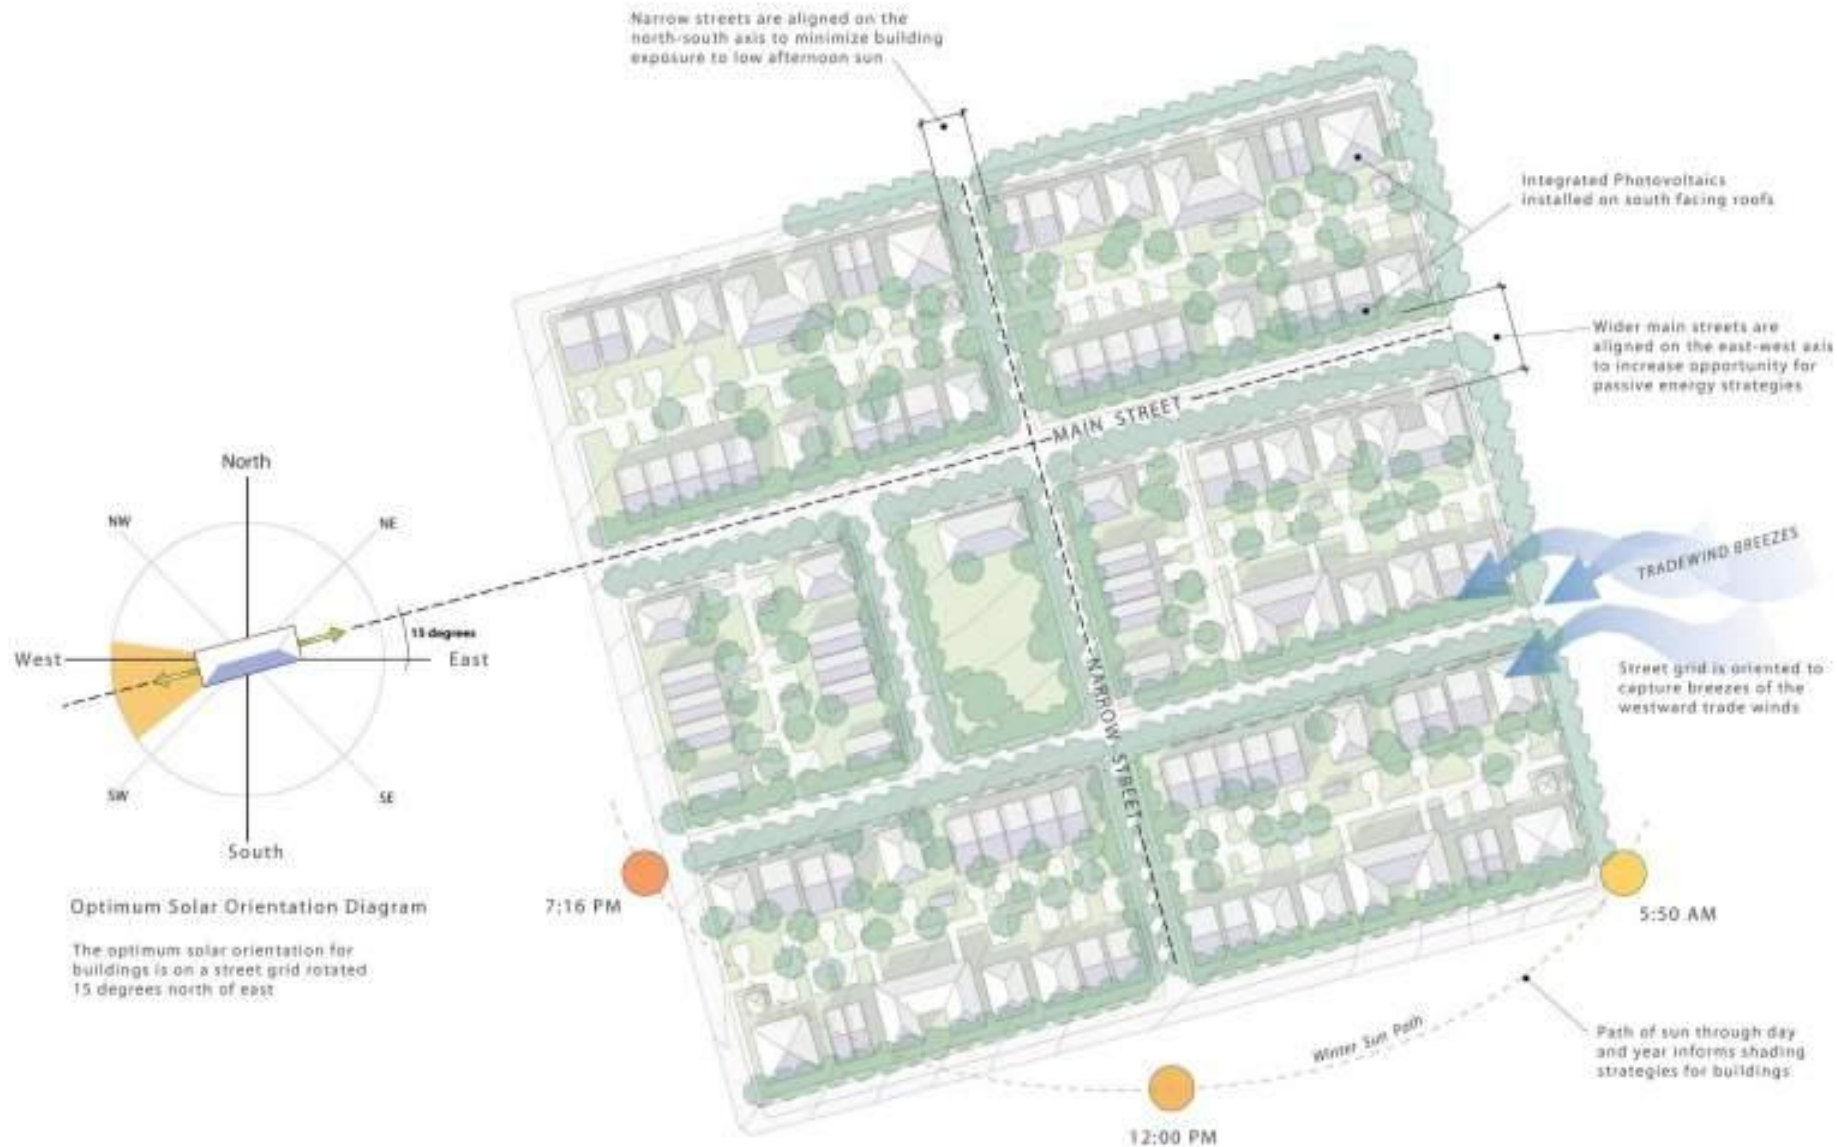 Narrow streets are aligned on the
north-south axis to minimize building
exposure to low afternoon sun
Integrated Photovoltaics
installed on south facing roofs
Wider main streets are
aligned on the east-west axis
to increase opportunity for
passive energy strategies
MAIN STREET
NARROW STREET
TRADEWIND BREEZES
Street grid is oriented to
capture breezes of the
westward trade winds
North
NW
NE
15 degrees
West
East
SW
SE
South
Optimum Solar Orientation Diagram
The optimum solar orientation for
buildings is on a street grid rotated
15 degrees north of east
7:16 PM
5:50 AM
Winter Sun Path
Path of sun through day
and year informs shading
strategies for buildings
12:00 PM